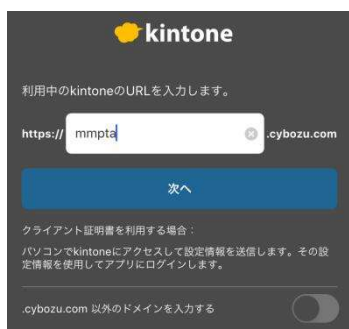 kintone
利用中のkintoneのURLを入力します。
https:// mmpta .cybozu.com
次へ
クライアント証明書を利用する場合：
パソコンでkintoneにアクセスして設定情報を送信します。その設
定情報を使用してアプリにログインします。
.cybozu.com 以外のドメインを入力する